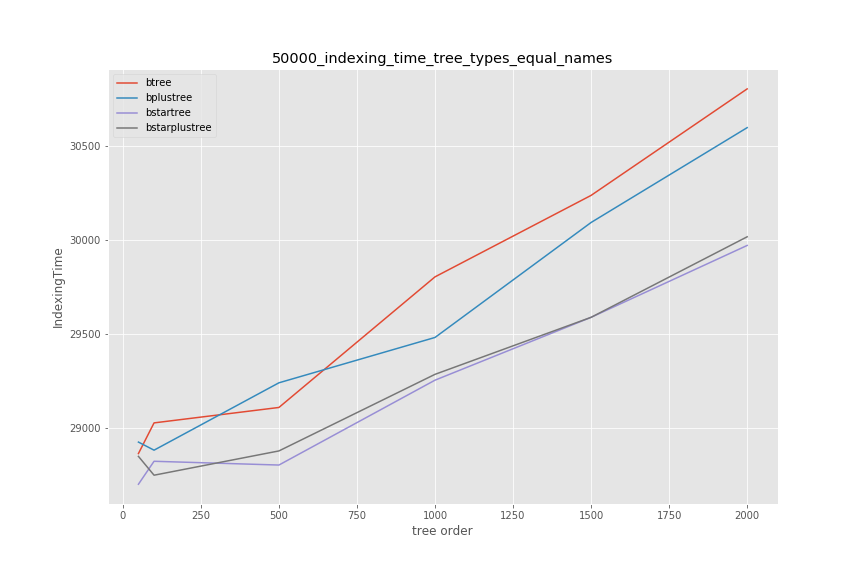 50000_indexing_time_tree_types_equal_names
btree
bplustree
bstartree
bstarplustree
30500
30000
29500
29000
IndexingTime
0 250 500 750 1000 1250 1500 1750 2000
tree order